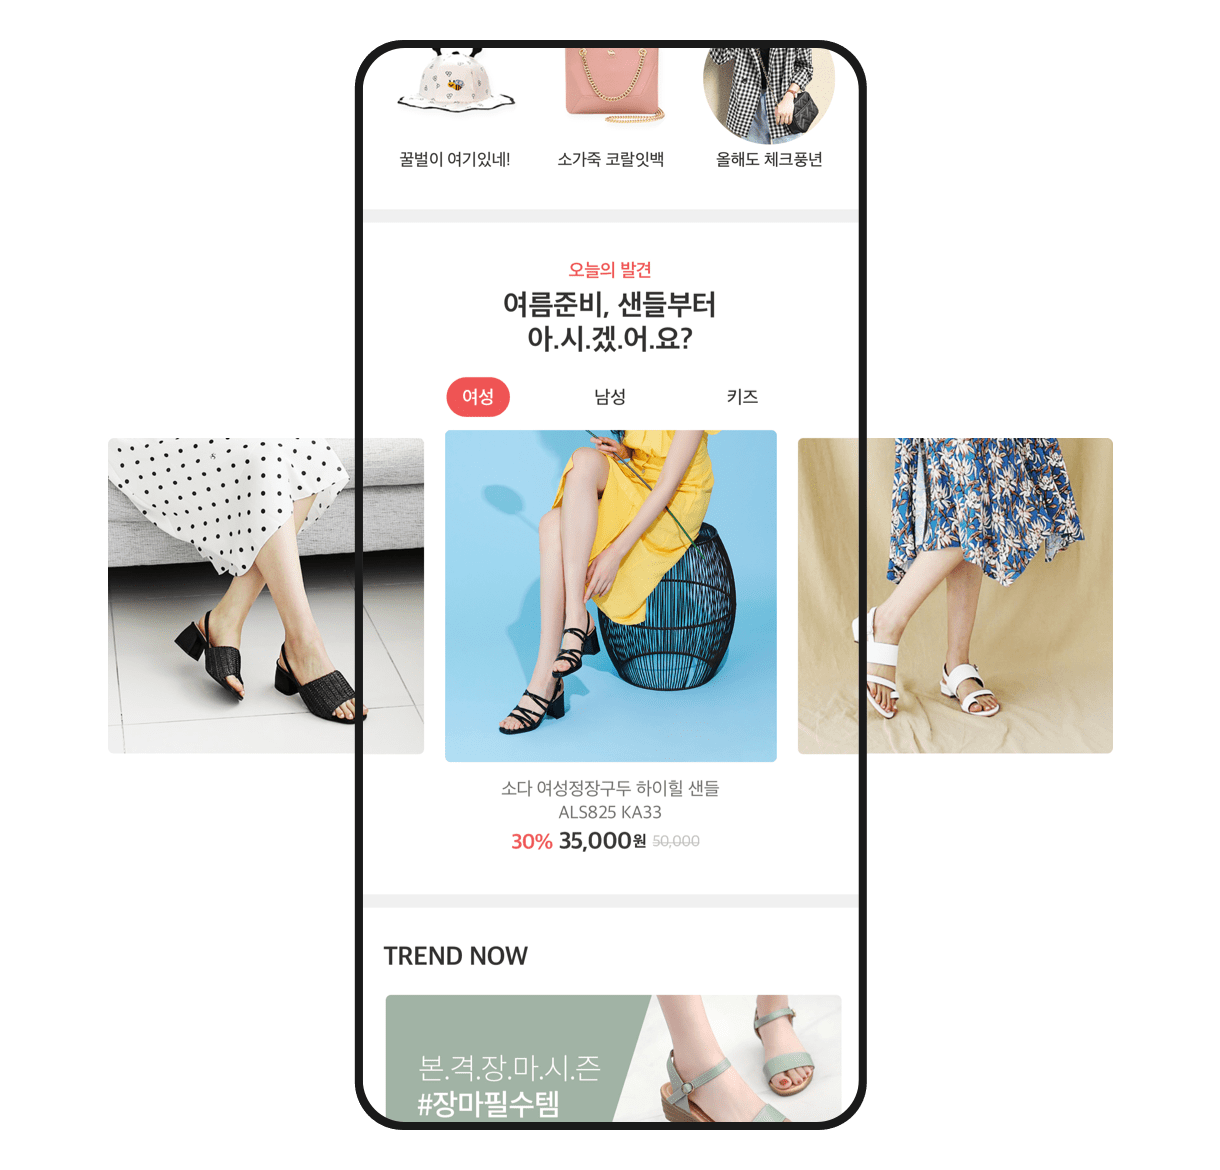 꿀벌이 여기있네!
소가죽 코랄잇백
올해도 체크풍년
오늘의 발견
여름준비, 샌들부터
아.시.겠.어.요?
여성
남성
키즈
소다 여성정장구두 하이힐 샌들
ALS825 KA33
30% 35,000원 50,000
TREND NOW
본.격.장.마.시.즌
#장마필수템